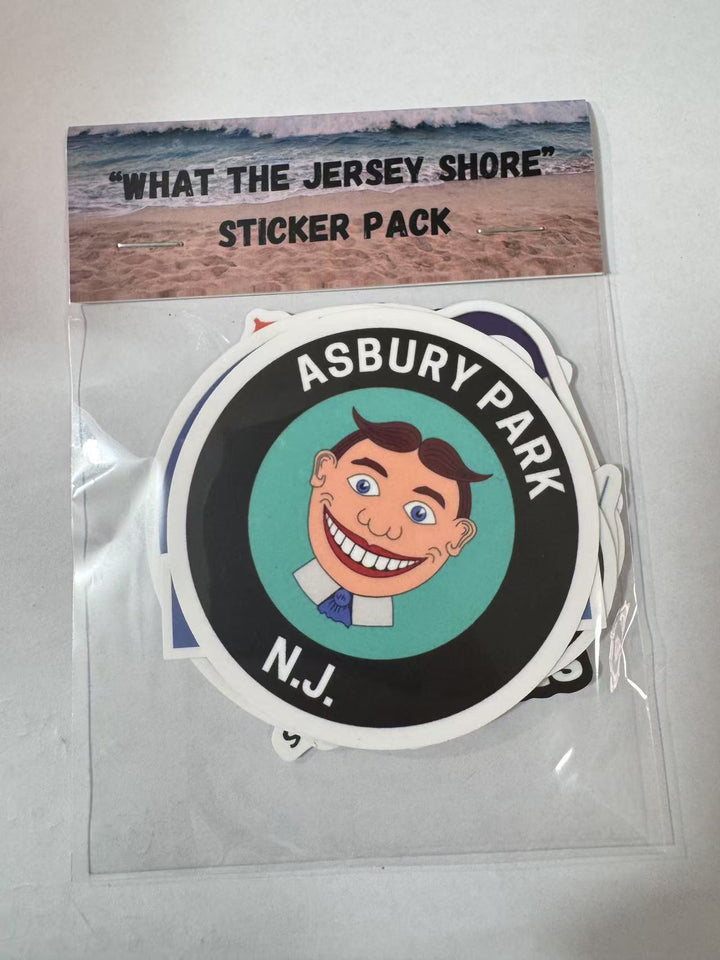 “WHAT THE JERSEY SHORE”
STICKER PACK
ASBURY PARK
N.J.